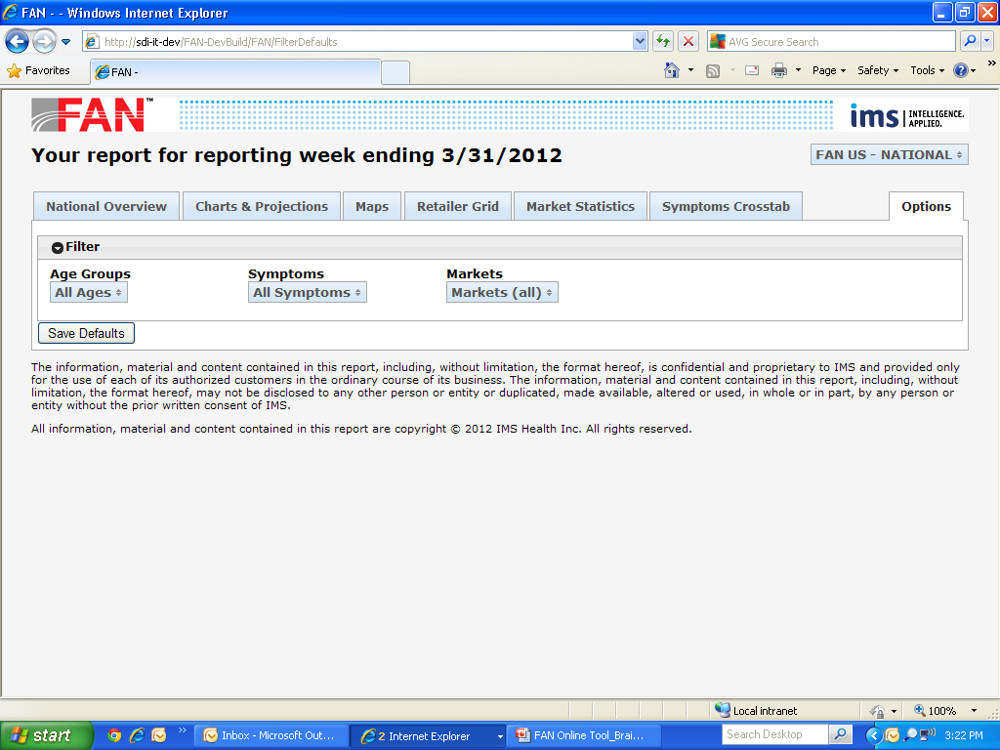 FAN - - Windows Internet Explorer
http://sdi-it-dev/FAN-DevBuild/FAN/FilterDefaults
AVG Secure Search
Favorites
FAN -
Page
Safety
Tools
»
FAN™
ims INTELLIGENCE. APPLIED.
Your report for reporting week ending 3/31/2012
FAN US - NATIONAL
National Overview
Charts & Projections
Maps
Retailer Grid
Market Statistics
Symptoms Crosstab
Options
Filter
Age Groups
Symptoms
Markets
All Ages
All Symptoms
Markets (all)
Save Defaults
The information, material and content contained in this report, including, without limitation, the format hereof, is confidential and proprietary to IMS and provided only
for the use of each of its authorized customers in the ordinary course of its business. The information, material and content contained in this report, including, without
limitation, the format hereof, may not be disclosed to any other person or entity or duplicated, made available, altered or used, in whole or in part, by any person or
entity without the prior written consent of IMS.
All information, material and content contained in this report are copyright © 2012 IMS Health Inc. All rights reserved.
Local intranet
100%
start
»
Inbox - Microsoft Out...
2 Internet Explorer
FAN Online Tool_Brai...
Search Desktop
3:22 PM